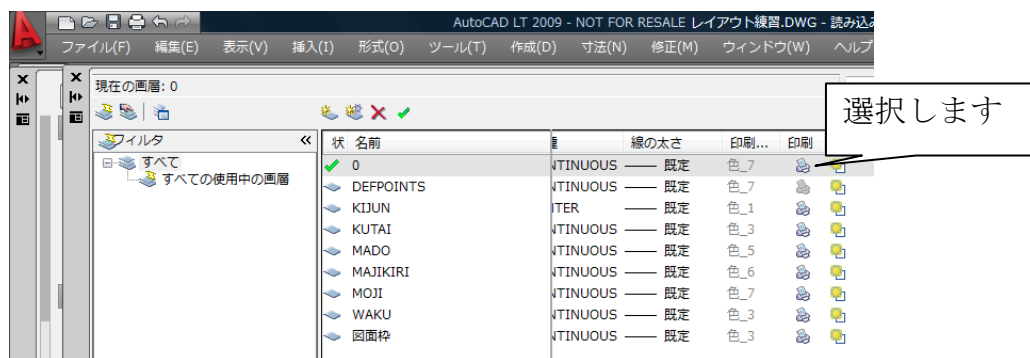 AutoCAD LT 2009 - NOT FOR RESALE レイアウト練習.DWG - 読み込み
ファイル(F) 編集(E) 表示(V) 挿入(I) 形式(O) ツール(T) 作成(D) 寸法(N) 修正(M) ウィンドウ(W) ヘルプ
現在の画層: 0
選択します
フィルタ
すべて
すべての使用中の画層
状 名前 線の太さ 印刷... 印刷
0 NTINUOUS 既定 色_7
DEFPOINTS NTINUOUS 既定 色_7
KIJUN TER 既定 色_1
KUTAI NTINUOUS 既定 色_3
MADO NTINUOUS 既定 色_5
MAJIKIRI NTINUOUS 既定 色_6
MOJI NTINUOUS 既定 色_7
WAKU NTINUOUS 既定 色_3
図面枠 NTINUOUS 既定 色_3